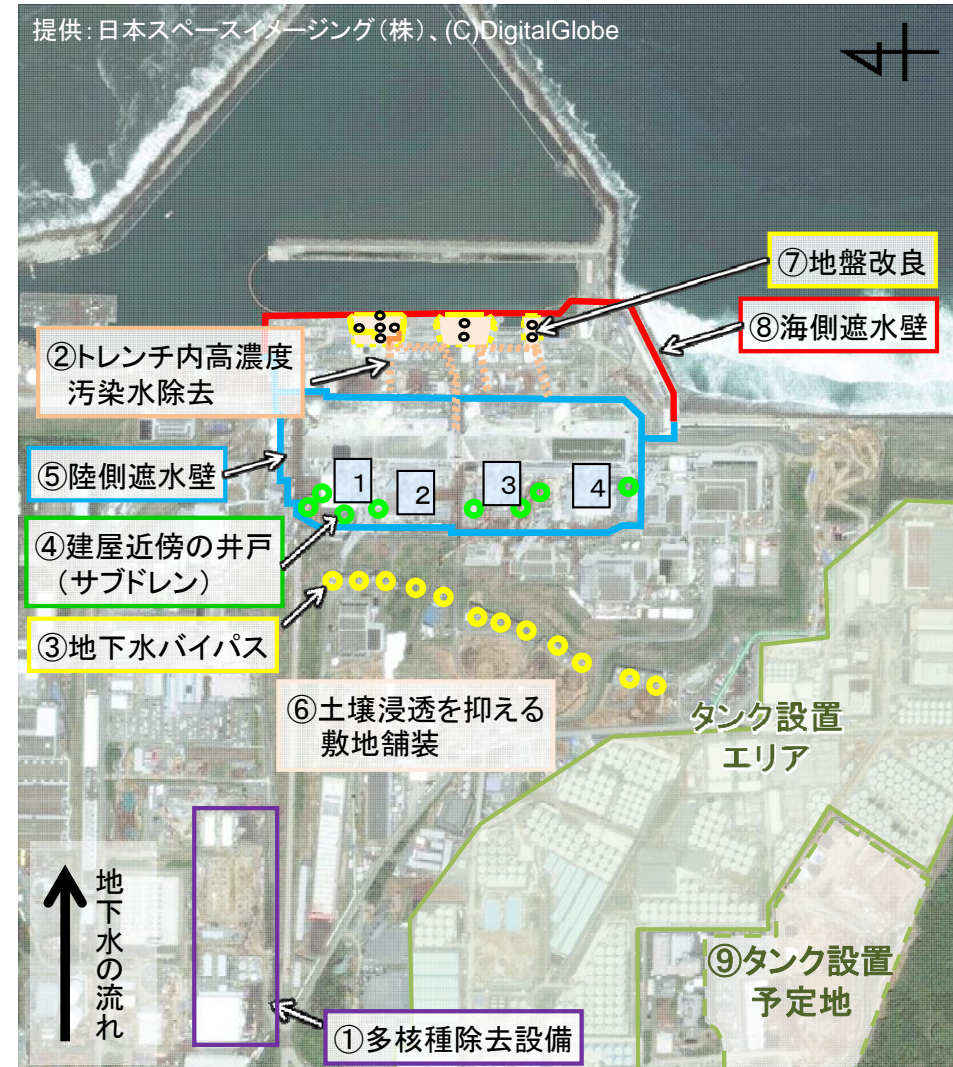 提供：日本スペースイメージング（株）、(C)DigitalGlobe
⑦地盤改良
⑧海側遮水壁
②トレンチ内高濃度
汚染水除去
⑤陸側遮水壁
1
2
3
4
④建屋近傍の井戸
（サブドレン）
③地下水バイパス
⑥土壌浸透を抑える
敷地舗装
タンク設置
エリア
地下水の流れ
⑨タンク設置
予定地
①多核種除去設備